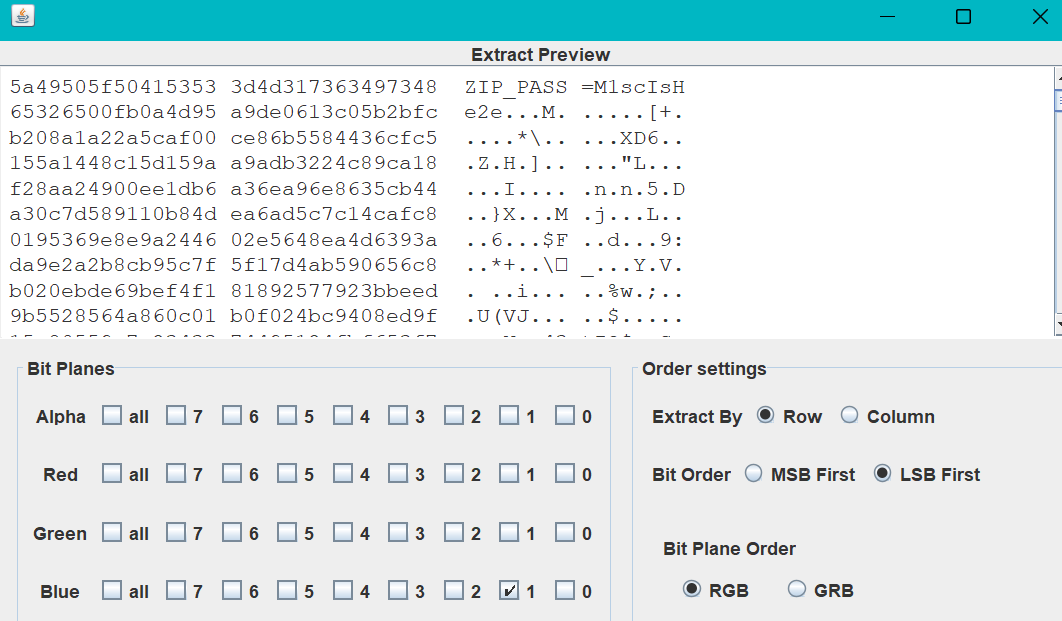 Extract Preview
5a49505f50415353 3d4d317363497348 ZIP_PASS =M1scIsH
65326500fb0a4d95 a9de0613c05b2bfc e2e...M. .....[+.
b208a1a22a5caf00 ce86b5584436cfc5 ....*\.. ...XD6..
155a1448c15d159a a9adb3224c89ca18 .Z.H.].. ..."L...
f28aa24900ee1db6 a36ea96e8635cb44 ...I.... .n.n.5.D
a30c7d589110b84d ea6ad5c7c14cafc8 ..}X...M .j...L..
0195369e8e9a2446 02e5648ea4d6393a ..6...$F ..d...9:
da9e2a2b8cb95c7f 5f17d4ab590656c8 ..*+..\□ _...Y.V.
b020ebde69bef4f1 81892577923bbeed . ..i... ..%w.;..
9b5528564a860c01 b0f024bc9408ed9f .U(VJ... ..$.....
Bit Planes
Alpha all 7 6 5 4 3 2 1 0
Red all 7 6 5 4 3 2 1 0
Green all 7 6 5 4 3 2 1 0
Blue all 7 6 5 4 3 2 1 0
Order settings
Extract By Row Column
Bit Order MSB First LSB First
Bit Plane Order
RGB GRB